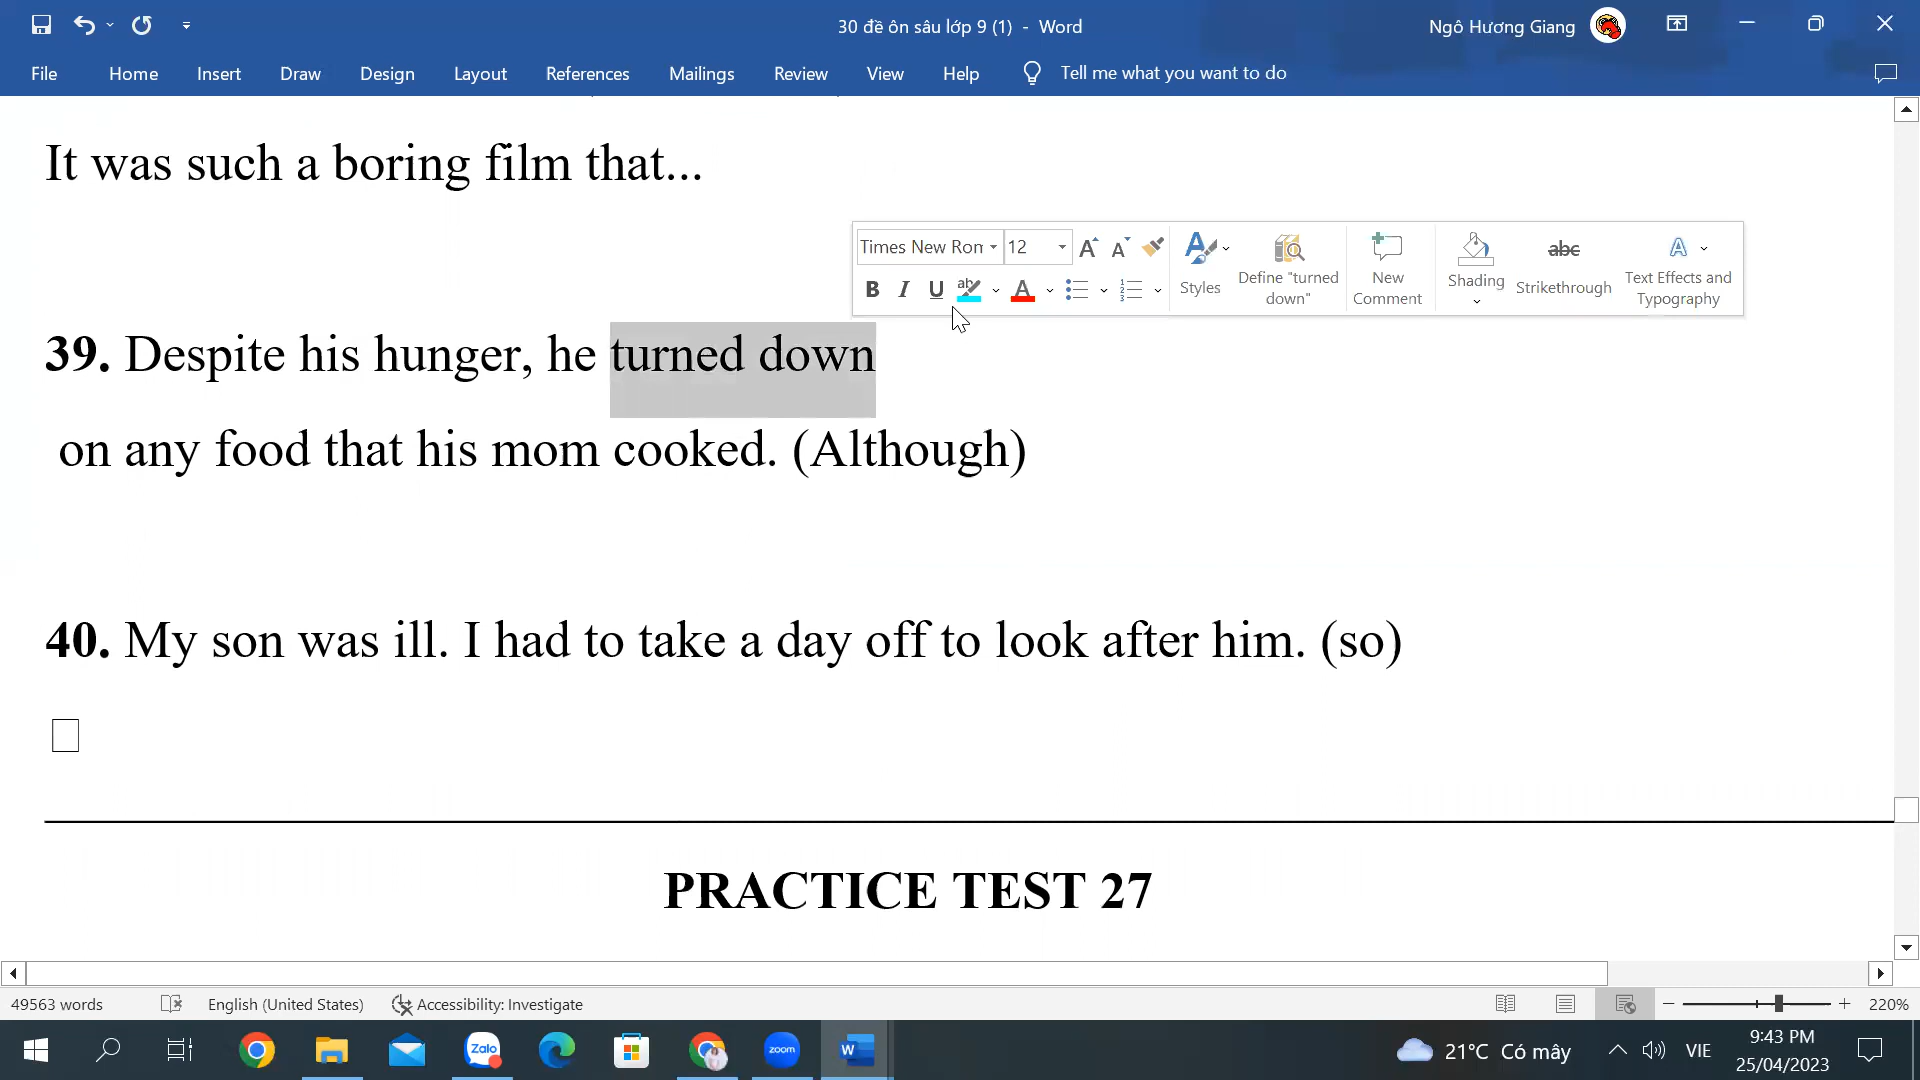 30 đề ôn sâu lớp 9 (1) - Word
Ngô Hương Giang
File Home Insert Draw Design Layout References Mailings Review View Help Tell me what you want to do
It was such a boring film that...
Times New Ron 12
Styles Define "turned down" New Comment Shading abc Strikethrough Text Effects and Typography
39. Despite his hunger, he turned down
on any food that his mom cooked. (Although)
40. My son was ill. I had to take a day off to look after him. (so)
PRACTICE TEST 27
49563 words English (United States) Accessibility: Investigate 220%
Zalo zoom W 21°C Có mây VIE 9:43 PM
25/04/2023